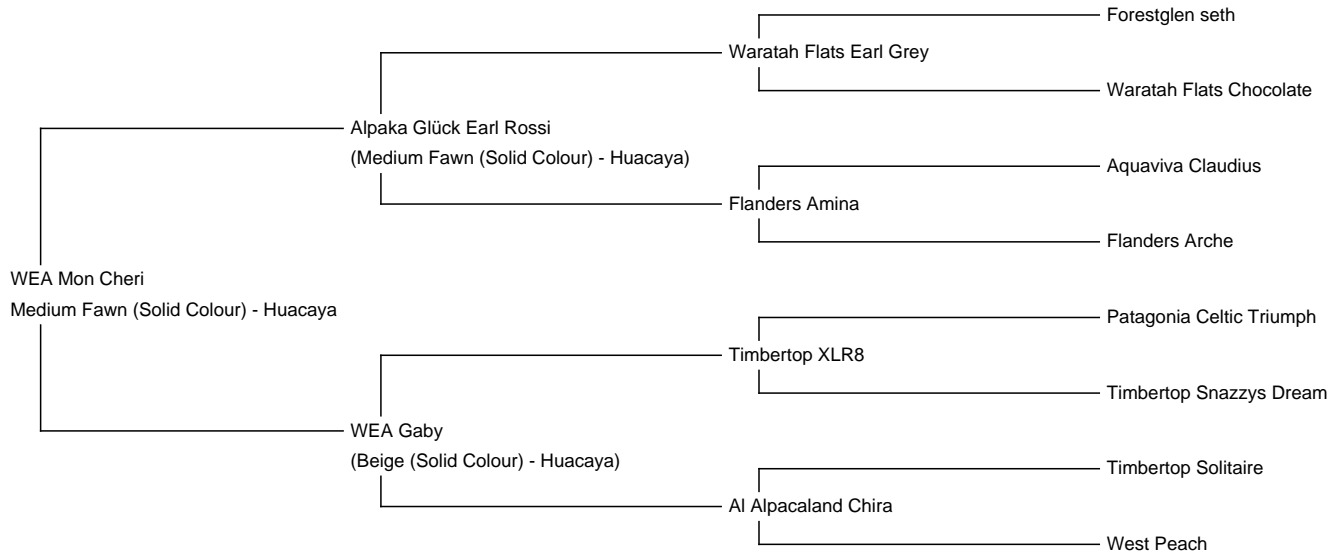 Forestglen seth
Waratah Flats Earl Grey
Waratah Flats Chocolate
Alpaka Glück Earl Rossi
(Medium Fawn (Solid Colour) - Huacaya)
Aquaviva Claudius
Flanders Amina
Flanders Arche
WEA Mon Cheri
Medium Fawn (Solid Colour) - Huacaya
Patagonia Celtic Triumph
Timbertop XLR8
Timbertop Snazzys Dream
WEA Gaby
(Beige (Solid Colour) - Huacaya)
Timbertop Solitaire
Al Alpacaland Chira
West Peach